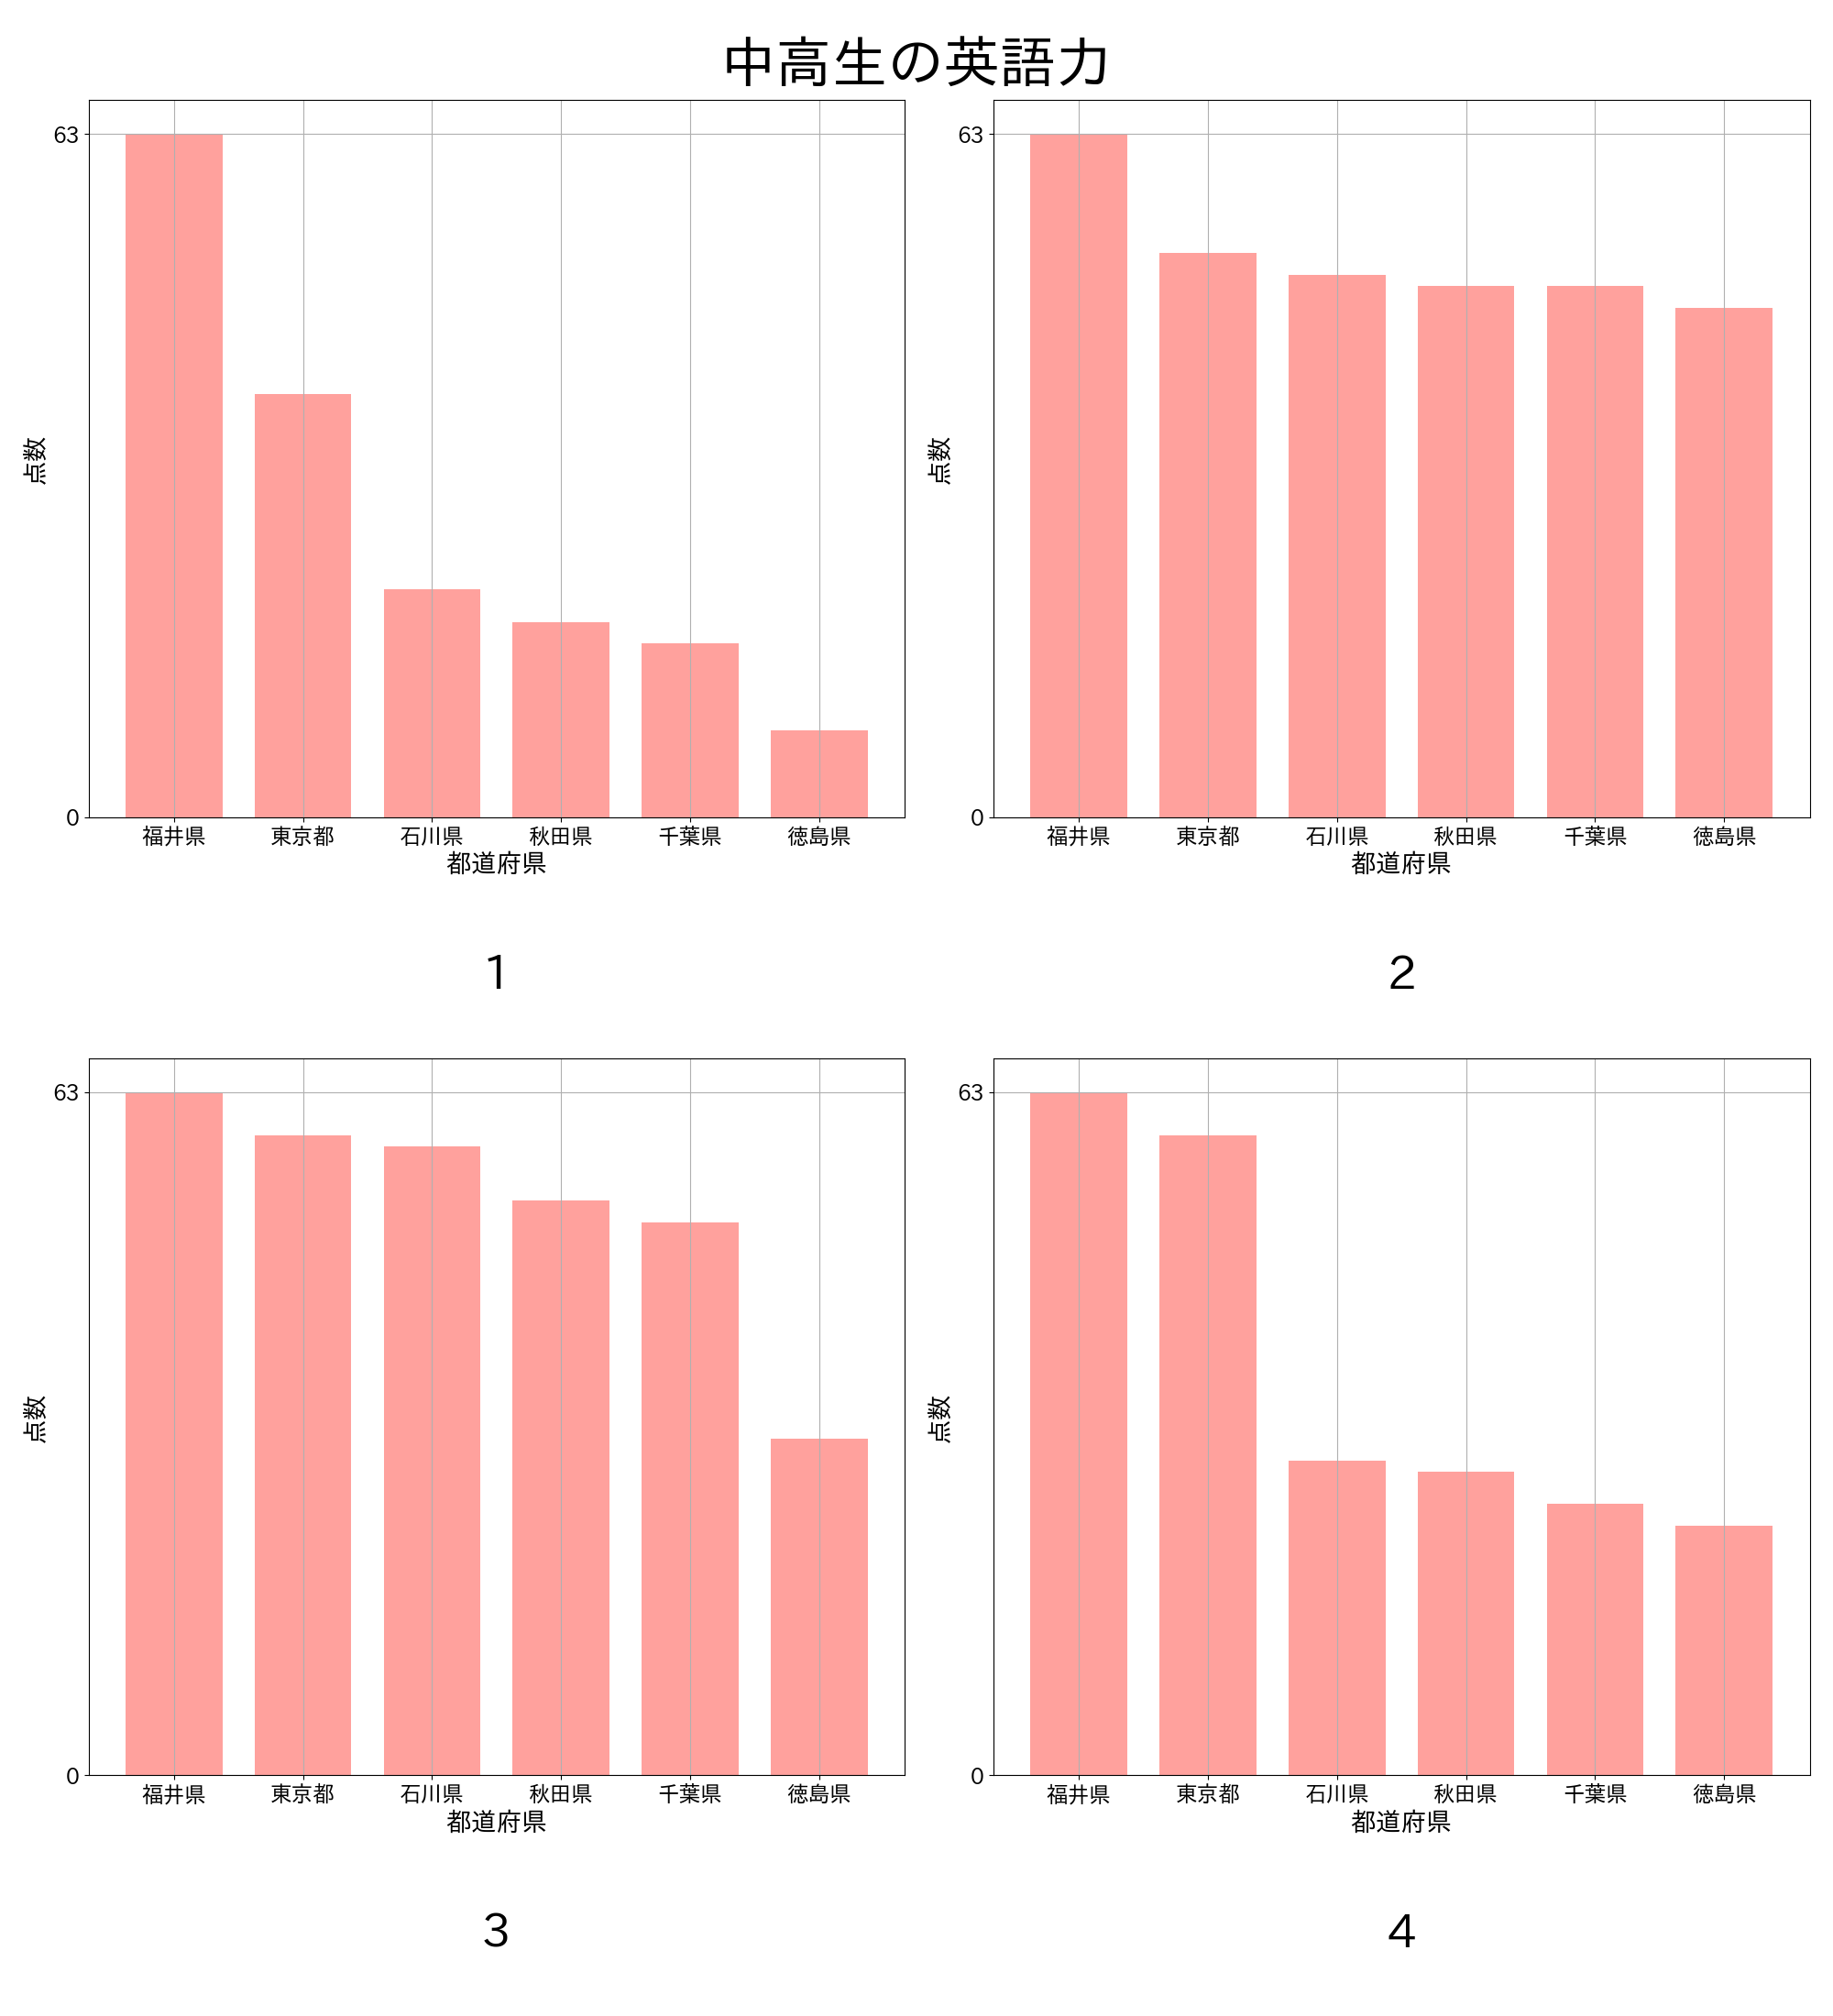 中高生の英語力
63
点数
0
福井県 東京都 石川県 秋田県 千葉県 徳島県
都道府県
1
63
点数
0
福井県 東京都 石川県 秋田県 千葉県 徳島県
都道府県
2
63
点数
0
福井県 東京都 石川県 秋田県 千葉県 徳島県
都道府県
3
63
点数
0
福井県 東京都 石川県 秋田県 千葉県 徳島県
都道府県
4